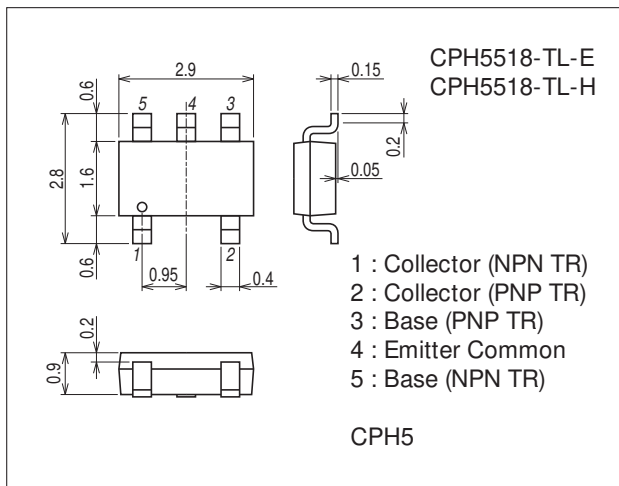 CPH5518-TL-E
CPH5518-TL-H
2.9
0.15
0.6
5
4
3
0.2
2.8
1.6
0.05
0.6
1
2
0.95
0.4
1 : Collector (NPN TR)
2 : Collector (PNP TR)
3 : Base (PNP TR)
4 : Emitter Common
5 : Base (NPN TR)
0.2
0.9
CPH5